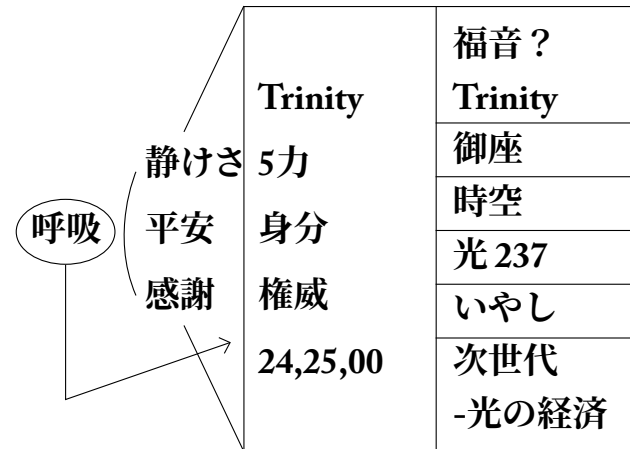 呼吸
静けさ
平安
感謝
Trinity
5力
身分
権威
24,25,00
福音？
Trinity
御座
時空
光 237
いやし
次世代
-光の経済